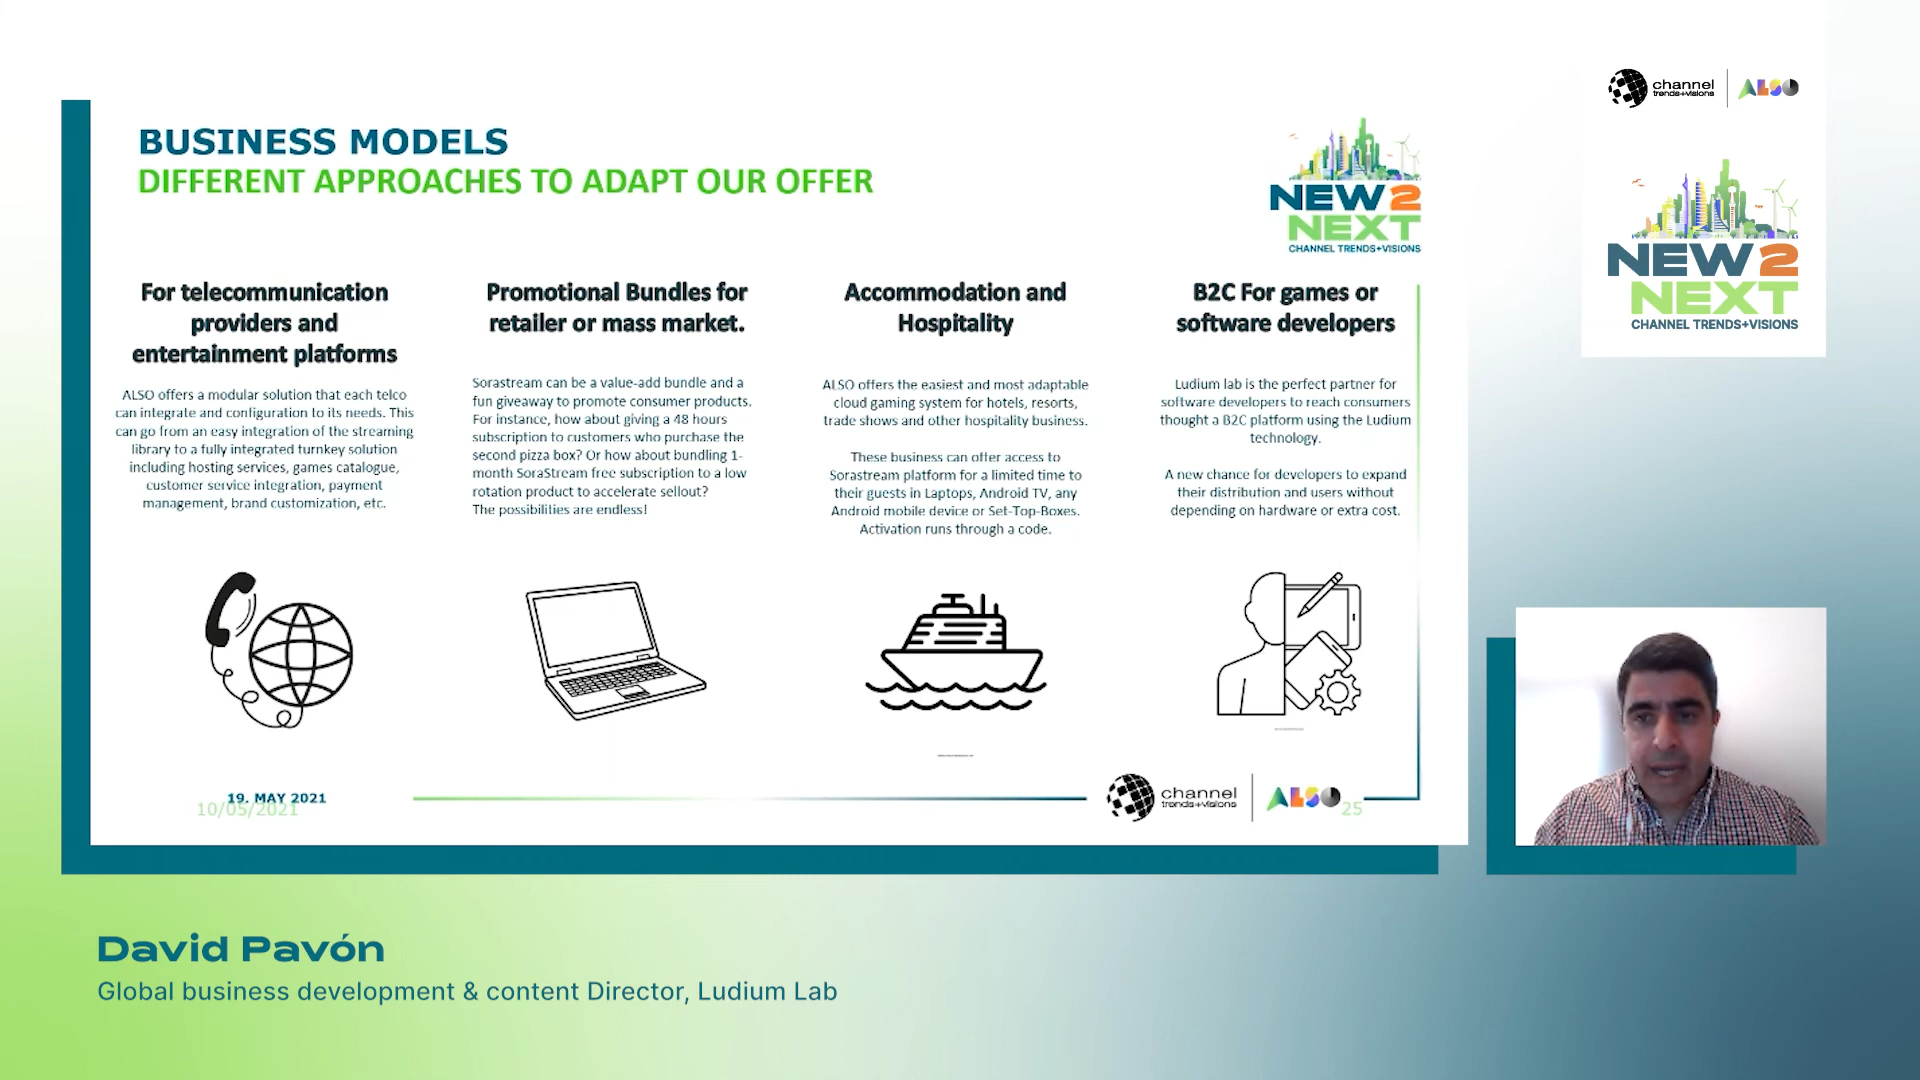 channel
trends+visions
ALSO
BUSINESS MODELS
DIFFERENT APPROACHES TO ADAPT OUR OFFER
NEW 2
NEXT
CHANNEL TRENDS+VISIONS
NEW 2
NEXT
CHANNEL TRENDS+VISIONS
For telecommunication
providers and
entertainment platforms
ALSO offers a modular solution that each telco
can integrate and configuration to its needs. This
can go from an easy integration of the streaming
library to a fully integrated turnkey solution
including hosting services, games catalogue,
customer service integration, payment
management, brand customization, etc.
Promotional Bundles for
retailer or mass market.
Sorastream can be a value-add bundle and a
fun giveaway to promote consumer products.
For instance, how about giving a 48 hours
subscription to customers who purchase the
second pizza box? Or how about bundling 1-
month SoraStream free subscription to a low
rotation product to accelerate sellout?
The possibilities are endless!
Accommodation and
Hospitality
ALSO offers the easiest and most adaptable
cloud gaming system for hotels, resorts,
trade shows and other hospitality business.
These business can offer access to
Sorastream platform for a limited time to
their guests in Laptops, Android TV, any
Android mobile device or Set-Top-Boxes.
Activation runs through a code.
B2C For games or
software developers
Ludium lab is the perfect partner for
software developers to reach consumers
thought a B2C platform using the Ludium
technology.
A new chance for developers to expand
their distribution and users without
depending on hardware or extra cost.
19. MAY 2021
10/05/2021
channel
trends+visions
ALSO
25
David Pavón
Global business development & content Director, Ludium Lab